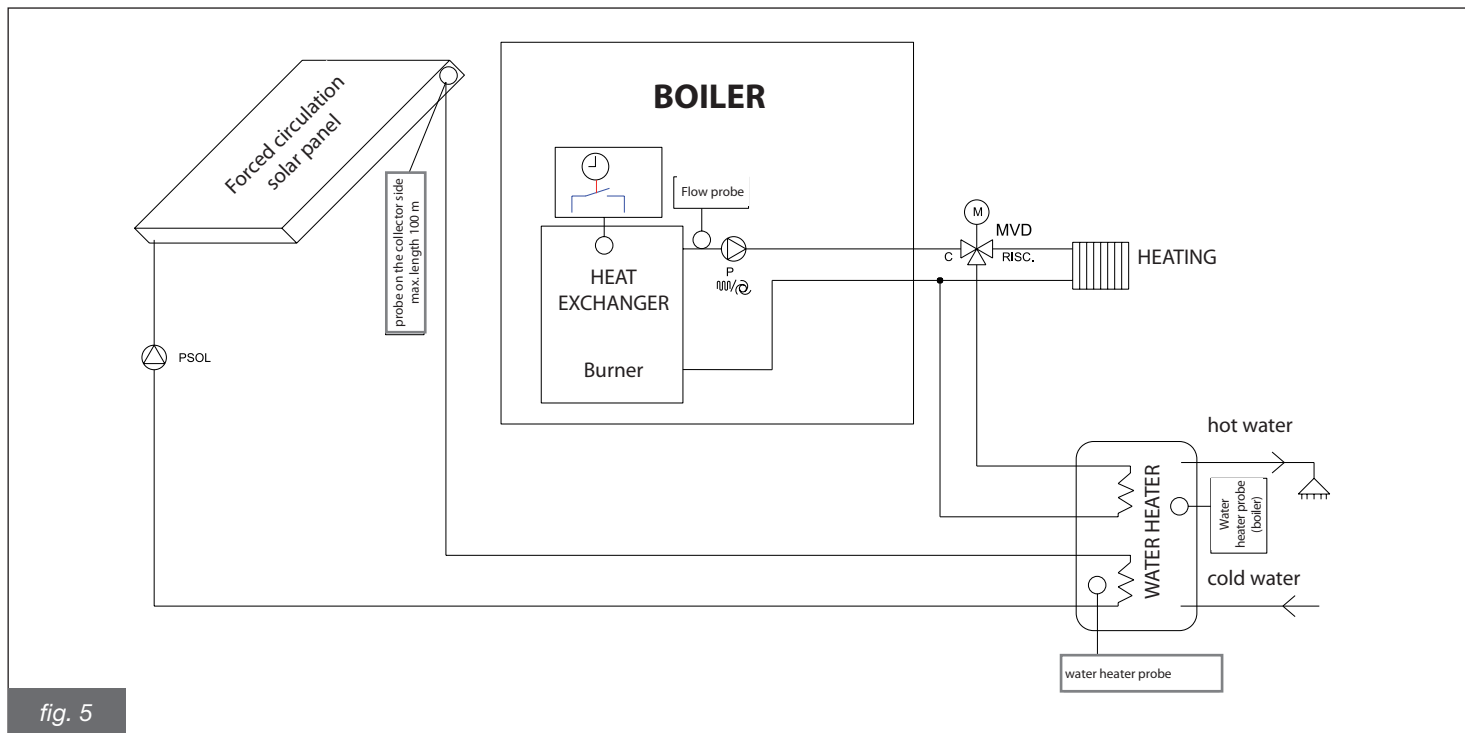 Forced circulation
solar panel
probe on the collector side
max. length 100 m
PSOL
BOILER
Flow probe
HEAT
EXCHANGER
Burner
P
M
MVD
C
RISC.
HEATING
hot water
WATER HEATER
Water
heater probe
(boiler)
cold water
water heater probe
fig. 5